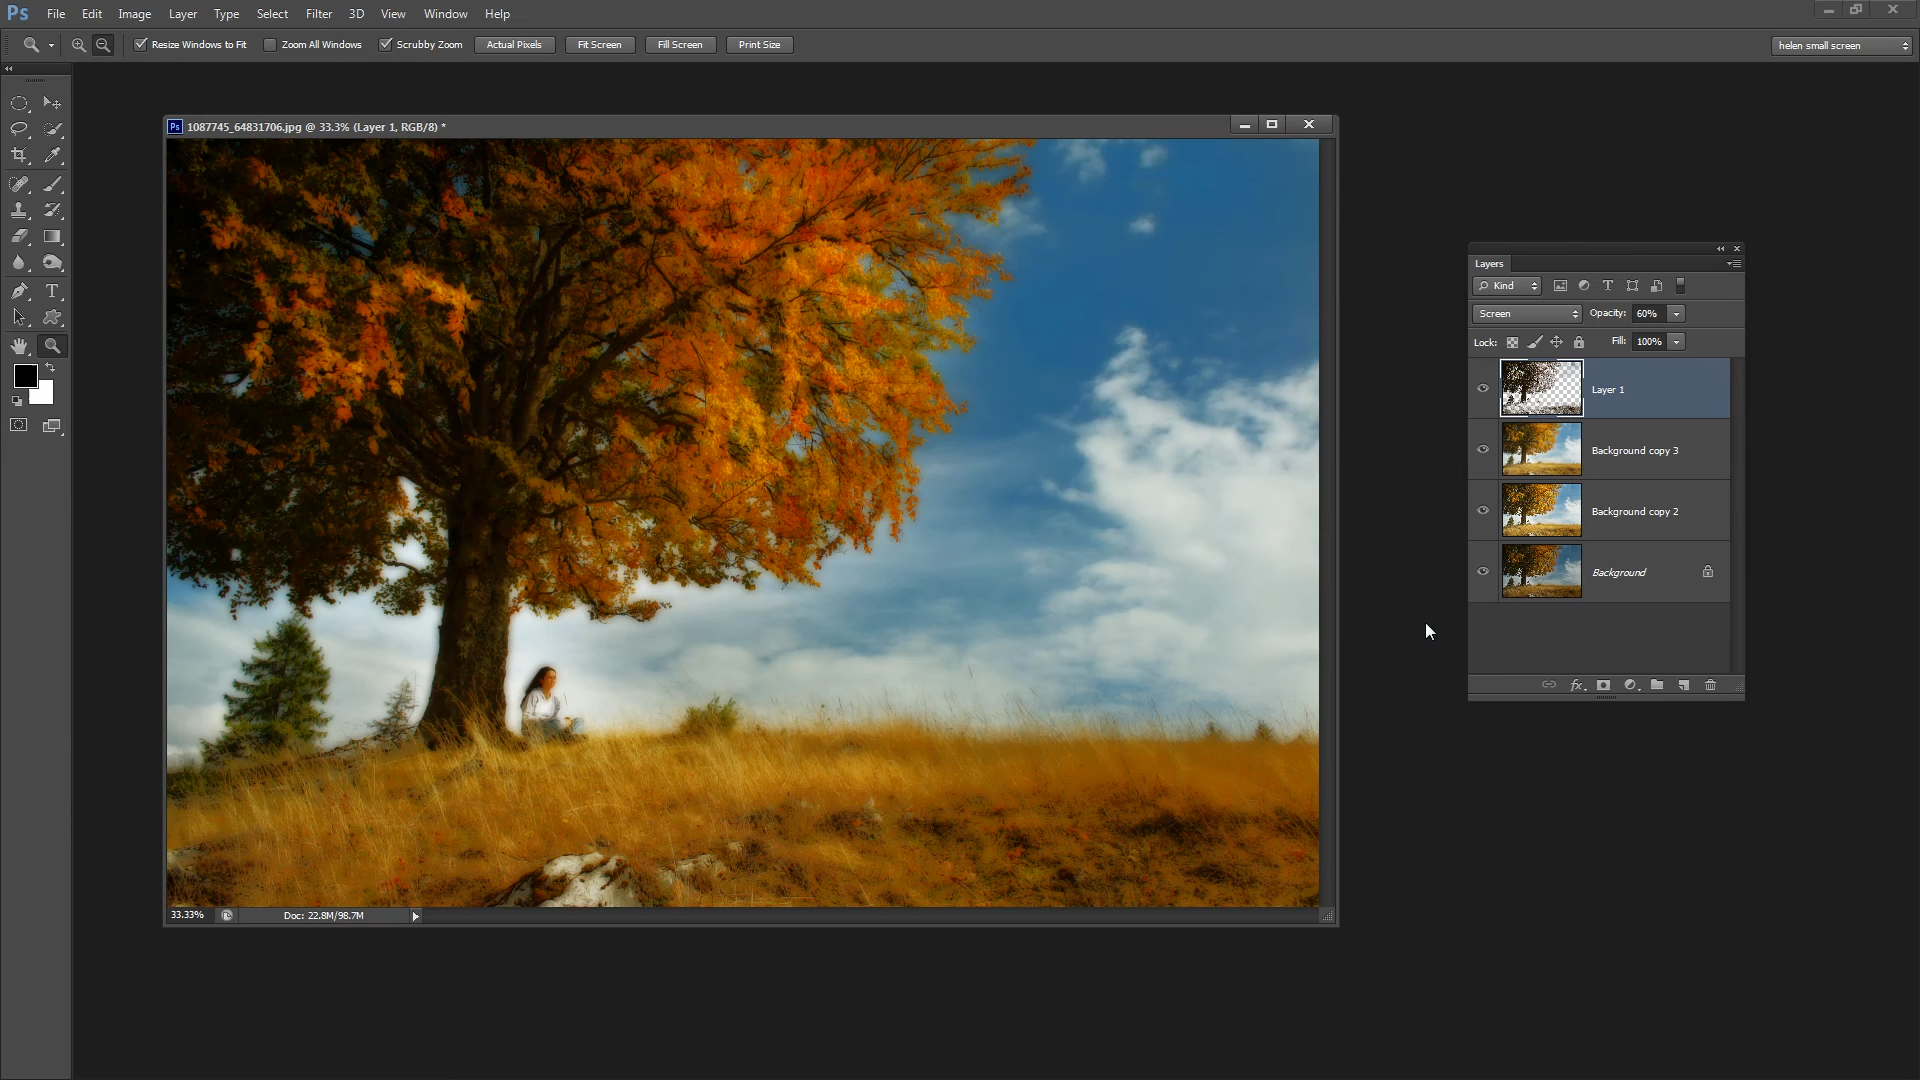 Ps File Edit Image Layer Type Select Filter 3D View Window Help
Resize Windows to Fit Zoom All Windows Scrubby Zoom Actual Pixels Fit Screen Fill Screen Print Size helen small screen
Ps 1087745_64831706.jpg @ 33.3% (Layer 1, RGB/8) *
Layers
Kind
Screen Opacity: 60%
Lock: Fill: 100%
Layer 1
Background copy 3
Background copy 2
Background
fx
T
T
33.33% Doc: 22.8M/98.7M